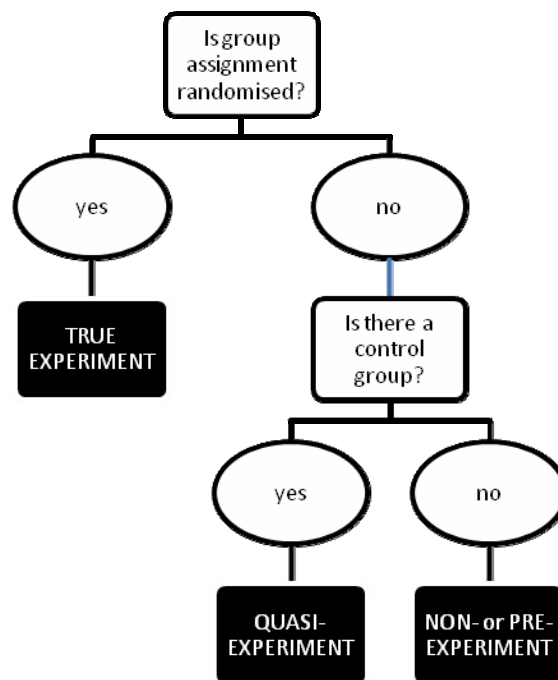 Is group
assignment
randomised?
yes
no
TRUE
EXPERIMENT
Is there a
control
group?
yes
no
QUASI-
EXPERIMENT
NON- or PRE-
EXPERIMENT